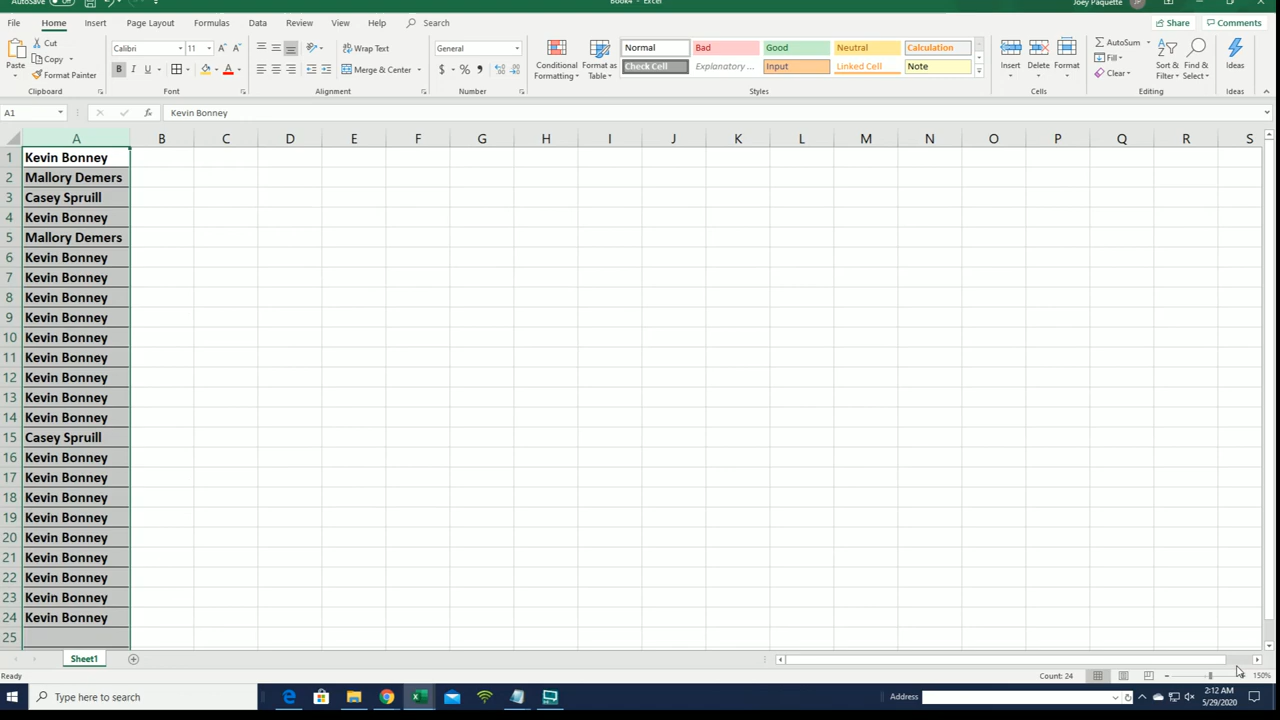 AutoSave Off Book4 - Excel Joey Paquette JP
File Home Insert Page Layout Formulas Data Review View Help Search Share Comments
Paste Cut Copy Format Painter Clipboard
Calibri 11 A A B I U A Font
Wrap Text Merge & Center Alignment
General $ % Number
Conditional Formatting Format as Table
Normal Bad Good Neutral Calculation
Check Cell Explanatory ... Input Linked Cell Note
Styles
Insert Delete Format Cells
AutoSum Fill Clear Sort & Filter Find & Select Editing
Ideas Ideas
A1 fx Kevin Bonney
A B C D E F G H I J K L M N O P Q R S
1 Kevin Bonney
2 Mallory Demers
3 Casey Spruill
4 Kevin Bonney
5 Mallory Demers
6 Kevin Bonney
7 Kevin Bonney
8 Kevin Bonney
9 Kevin Bonney
10 Kevin Bonney
11 Kevin Bonney
12 Kevin Bonney
13 Kevin Bonney
14 Kevin Bonney
15 Casey Spruill
16 Kevin Bonney
17 Kevin Bonney
18 Kevin Bonney
19 Kevin Bonney
20 Kevin Bonney
21 Kevin Bonney
22 Kevin Bonney
23 Kevin Bonney
24 Kevin Bonney
25
Sheet1
Ready Count: 24 150%
Type here to search Address 2:12 AM
5/29/2020